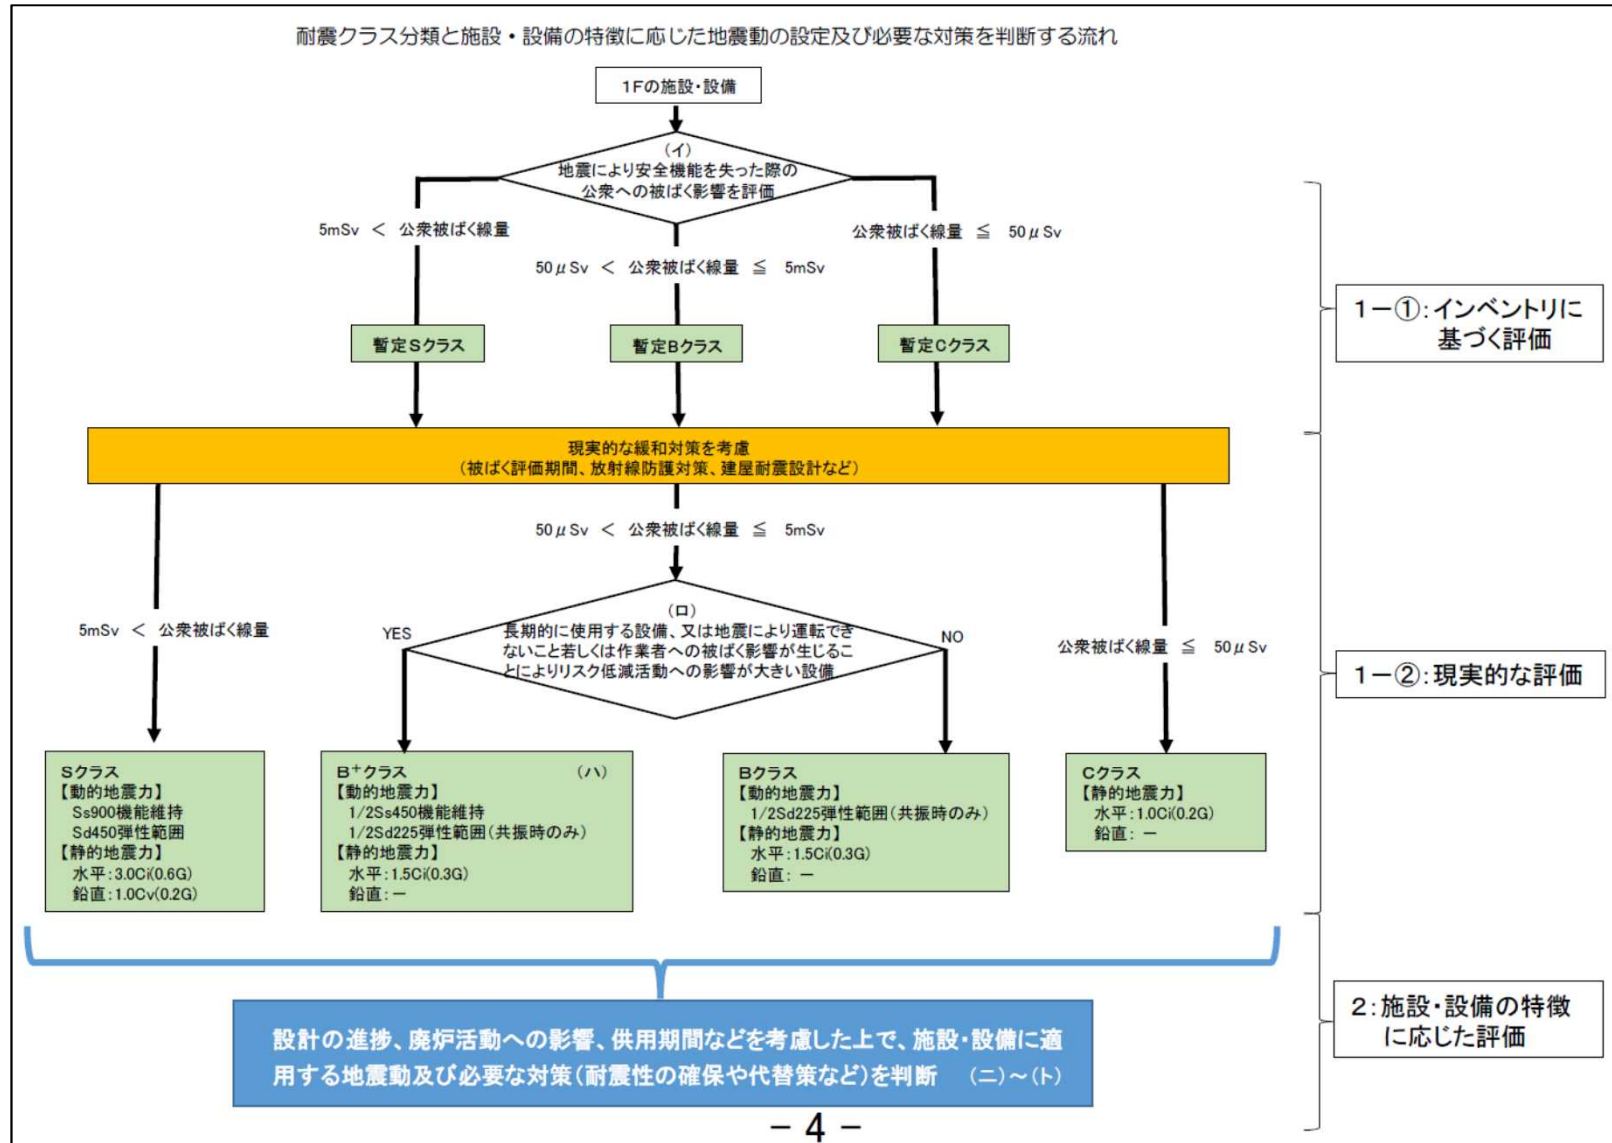 耐震クラス分類と施設・設備の特徴に応じた地震動の設定及び必要な対策を判断する流れ
1Fの施設・設備
(イ)
地震により安全機能を失った際の
公衆への被ばく影響を評価
5mSv ＜ 公衆被ばく線量
50μSv ＜ 公衆被ばく線量 ≦ 5mSv
公衆被ばく線量 ≦ 50μSv
暫定Sクラス
暫定Bクラス
暫定Cクラス
1－①:インベントリに
基づく評価
現実的な緩和対策を考慮
(被ばく評価期間、放射線防護対策、建屋耐震設計など)
50μSv ＜ 公衆被ばく線量 ≦ 5mSv
5mSv ＜ 公衆被ばく線量
YES
(ロ)
長期的に使用する設備、又は地震により運転でき
ないこと若しくは作業者への被ばく影響が生じるこ
とによりリスク低減活動への影響が大きい設備
NO
公衆被ばく線量 ≦ 50μSv
1－②:現実的な評価
Sクラス
【動的地震力】
Ss900機能維持
Sd450弾性範囲
【静的地震力】
水平:3.0Ci(0.6G)
鉛直:1.0Cv(0.2G)
B⁺クラス (ハ)
【動的地震力】
1/2Ss450機能維持
1/2Sd225弾性範囲(共振時のみ)
【静的地震力】
水平:1.5Ci(0.3G)
鉛直:－
Bクラス
【動的地震力】
1/2Sd225弾性範囲(共振時のみ)
【静的地震力】
水平:1.5Ci(0.3G)
鉛直:－
Cクラス
【静的地震力】
水平:1.0Ci(0.2G)
鉛直:－
設計の進捗、廃炉活動への影響、供用期間などを考慮した上で、施設・設備に適
用する地震動及び必要な対策(耐震性の確保や代替策など)を判断 (ニ)～(ト)
2:施設・設備の特徴
に応じた評価
- 4 -